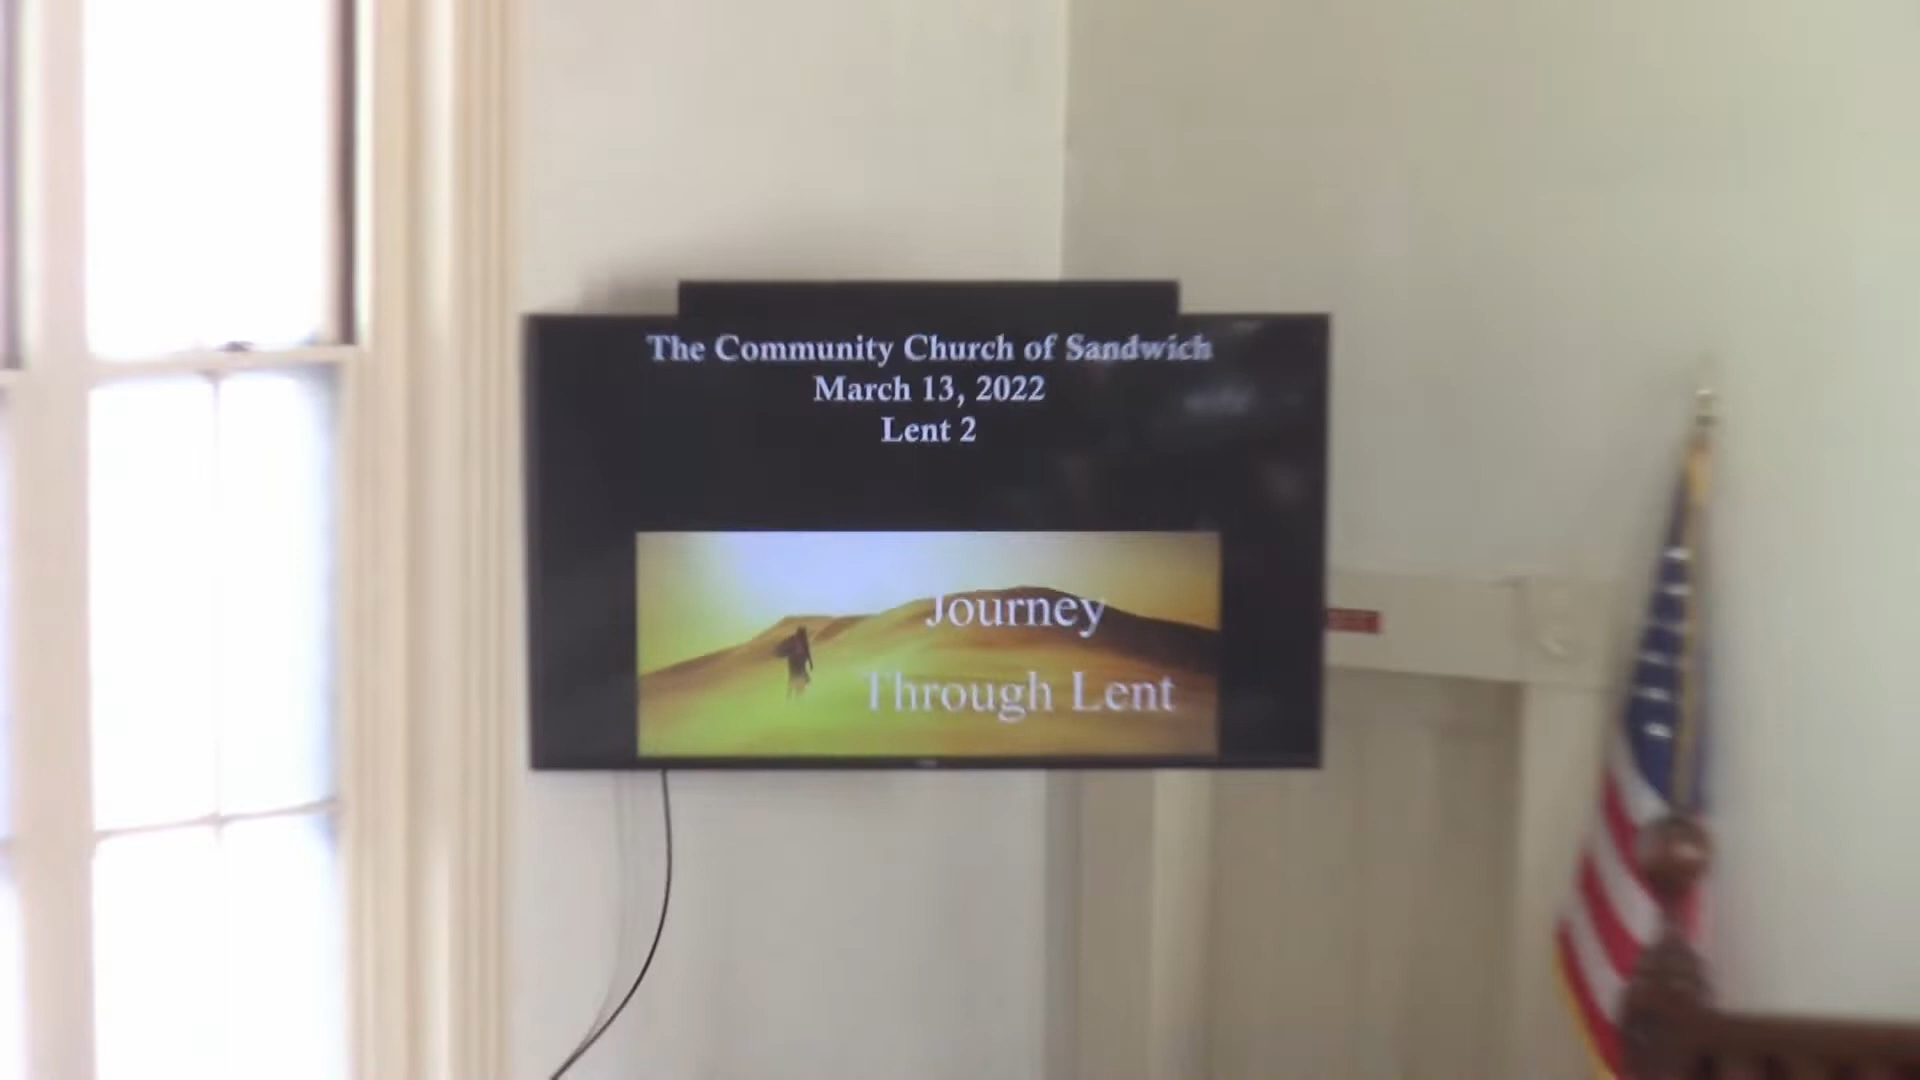 The Community Church of Sandwich
March 13, 2022
Lent 2
Journey
Through Lent